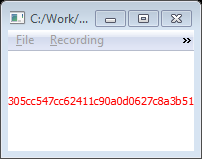 C:/Work/...
File Recording »
305cc547cc62411c90a0d0627c8a3b51